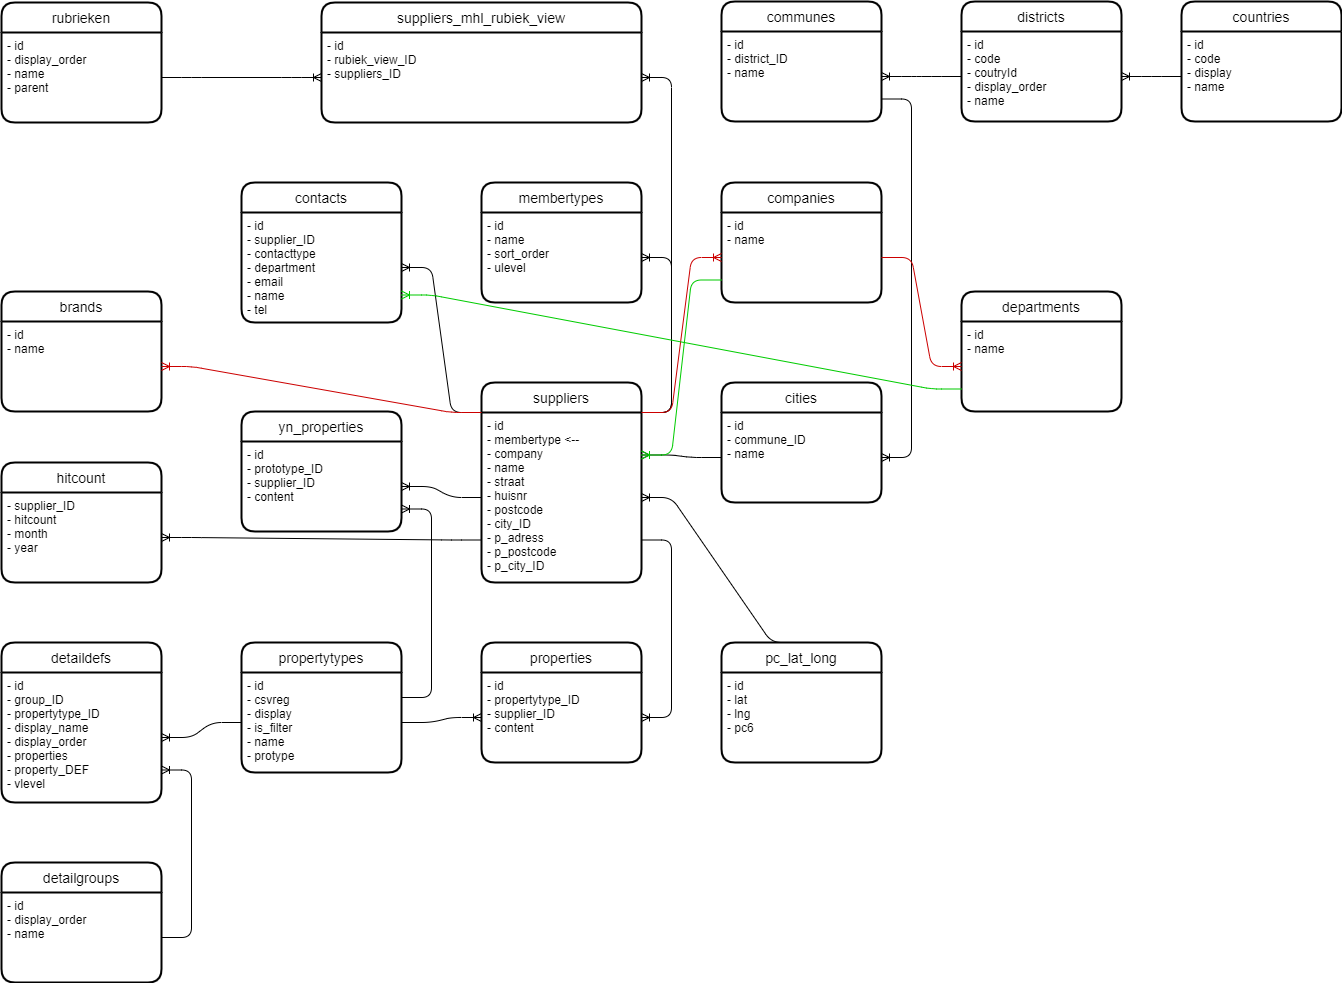 rubrieken
- id
- display_order
- name
- parent
suppliers_mhl_rubiek_view
- id
- rubiek_view_ID
- suppliers_ID
communes
- id
- district_ID
- name
districts
- id
- code
- coutryId
- display_order
- name
countries
- id
- code
- display
- name
contacts
- id
- supplier_ID
- contacttype
- department
- email
- name
- tel
membertypes
- id
- name
- sort_order
- ulevel
companies
- id
- name
brands
- id
- name
departments
- id
- name
suppliers
- id
- membertype <--
- company
- name
- straat
- huisnr
- postcode
- city_ID
- p_adress
- p_postcode
- p_city_ID
cities
- id
- commune_ID
- name
yn_properties
- id
- prototype_ID
- supplier_ID
- content
hitcount
- supplier_ID
- hitcount
- month
- year
detaildefs
- id
- group_ID
- propertytype_ID
- display_name
- display_order
- properties
- property_DEF
- vlevel
propertytypes
- id
- csvreg
- display
- is_filter
- name
- protype
properties
- id
- propertytype_ID
- supplier_ID
- content
pc_lat_long
- id
- lat
- lng
- pc6
detailgroups
- id
- display_order
- name